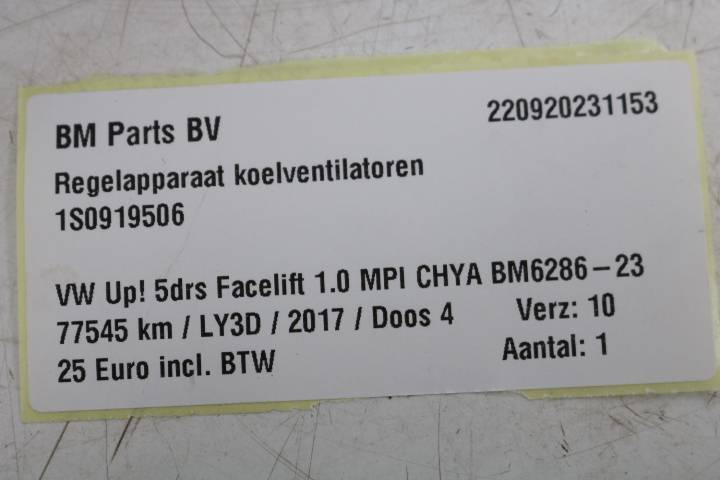 BM Parts BV 220920231153
Regelapparaat koelventilatoren
1S0919506
VW Up! 5drs Facelift 1.0 MPI CHYA BM6286-23
77545 km / LY3D / 2017 / Doos 4 Verz: 10
25 Euro incl. BTW Aantal: 1